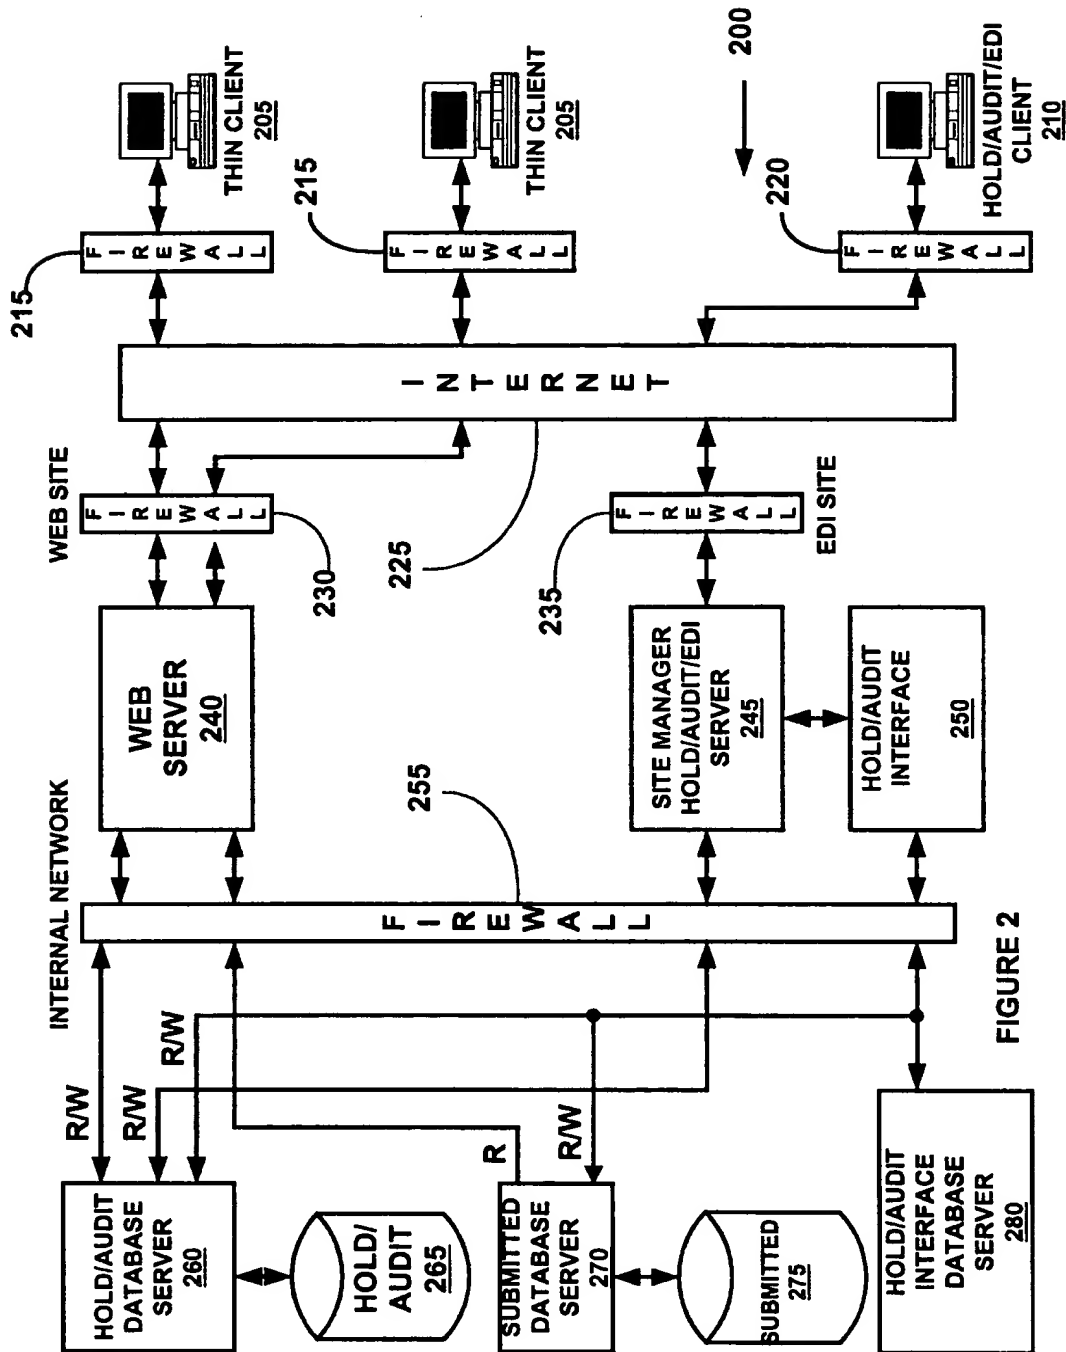 INTERNAL NETWORK
WEB SITE
215
HOLD/AUDIT
DATABASE
SERVER
260
R/W
R/W
R/W
WEB
SERVER
240
FIREWALL
230
FIREWALL
THIN CLIENT
205
HOLD/
AUDIT
265
255
FIREWALL
225
INTERNET
215
FIREWALL
THIN CLIENT
205
SUBMITTED
DATABASE
SERVER
270
R
R/W
SITE MANAGER
HOLD/AUDIT/EDI
SERVER
245
235
FIREWALL
EDI SITE
200
SUBMITTED
275
220
FIREWALL
HOLD/AUDIT/EDI
CLIENT
210
HOLD/AUDIT
INTERFACE
DATABASE
SERVER
280
HOLD/AUDIT
INTERFACE
250
FIGURE 2